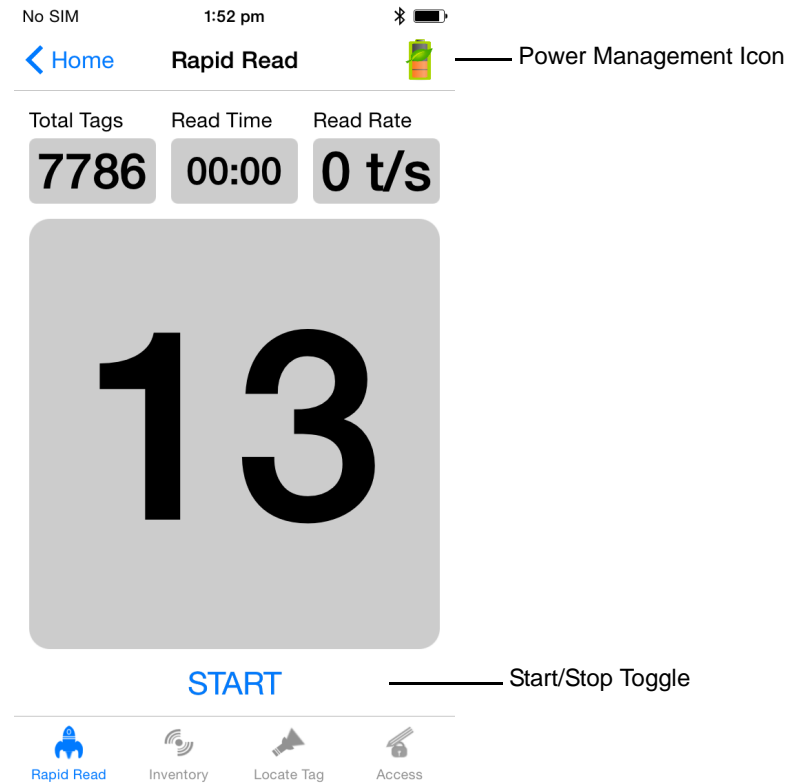 No SIM 1:52 pm
Home Rapid Read Power Management Icon
Total Tags Read Time Read Rate
7786 00:00 0 t/s
13
START Start/Stop Toggle
Rapid Read Inventory Locate Tag Access